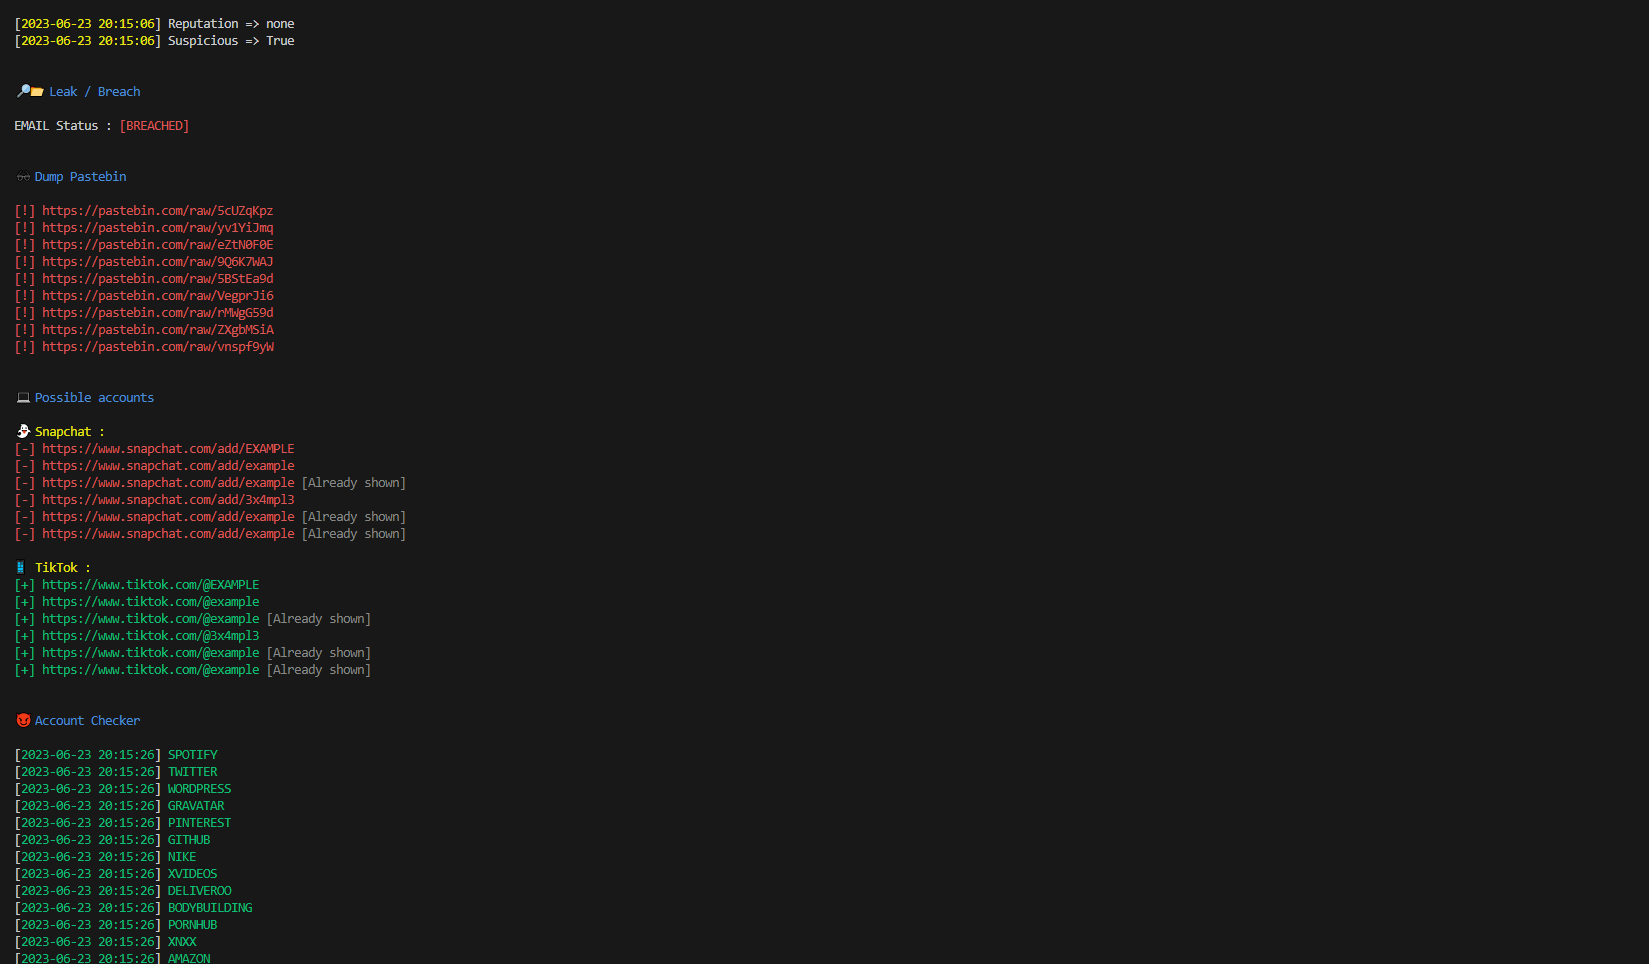 [2023-06-23 20:15:06] Reputation => none
[2023-06-23 20:15:06] Suspicious => True
Leak / Breach
EMAIL Status : [BREACHED]
Dump Pastebin
[!] https://pastebin.com/raw/5cUZqKpz
[!] https://pastebin.com/raw/yv1YiJmq
[!] https://pastebin.com/raw/eZtN0F0E
[!] https://pastebin.com/raw/9Q6K7WAJ
[!] https://pastebin.com/raw/5BStEa9d
[!] https://pastebin.com/raw/VegprJi6
[!] https://pastebin.com/raw/rMWgG59d
[!] https://pastebin.com/raw/ZXgbMSiA
[!] https://pastebin.com/raw/vnspf9yW
Possible accounts
Snapchat :
[-] https://www.snapchat.com/add/EXAMPLE
[-] https://www.snapchat.com/add/example
[-] https://www.snapchat.com/add/example [Already shown]
[-] https://www.snapchat.com/add/3x4mpl3
[-] https://www.snapchat.com/add/example [Already shown]
[-] https://www.snapchat.com/add/example [Already shown]
TikTok :
[+] https://www.tiktok.com/@EXAMPLE
[+] https://www.tiktok.com/@example
[+] https://www.tiktok.com/@example [Already shown]
[+] https://www.tiktok.com/@3x4mpl3
[+] https://www.tiktok.com/@example [Already shown]
[+] https://www.tiktok.com/@example [Already shown]
Account Checker
[2023-06-23 20:15:26] SPOTIFY
[2023-06-23 20:15:26] TWITTER
[2023-06-23 20:15:26] WORDPRESS
[2023-06-23 20:15:26] GRAVATAR
[2023-06-23 20:15:26] PINTEREST
[2023-06-23 20:15:26] GITHUB
[2023-06-23 20:15:26] NIKE
[2023-06-23 20:15:26] XVIDEOS
[2023-06-23 20:15:26] DELIVEROO
[2023-06-23 20:15:26] BODYBUILDING
[2023-06-23 20:15:26] PORNHUB
[2023-06-23 20:15:26] XNXX
[2023-06-23 20:15:26] AMAZON